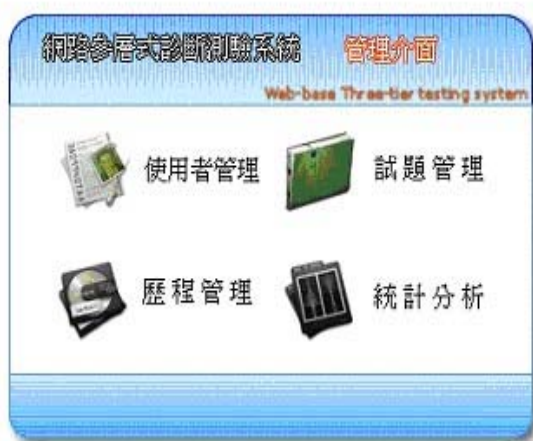 網路參層式診斷測驗系統 管理介面
Web-base Three-tier testing system
使用者管理 試題管理
歷程管理 統計分析